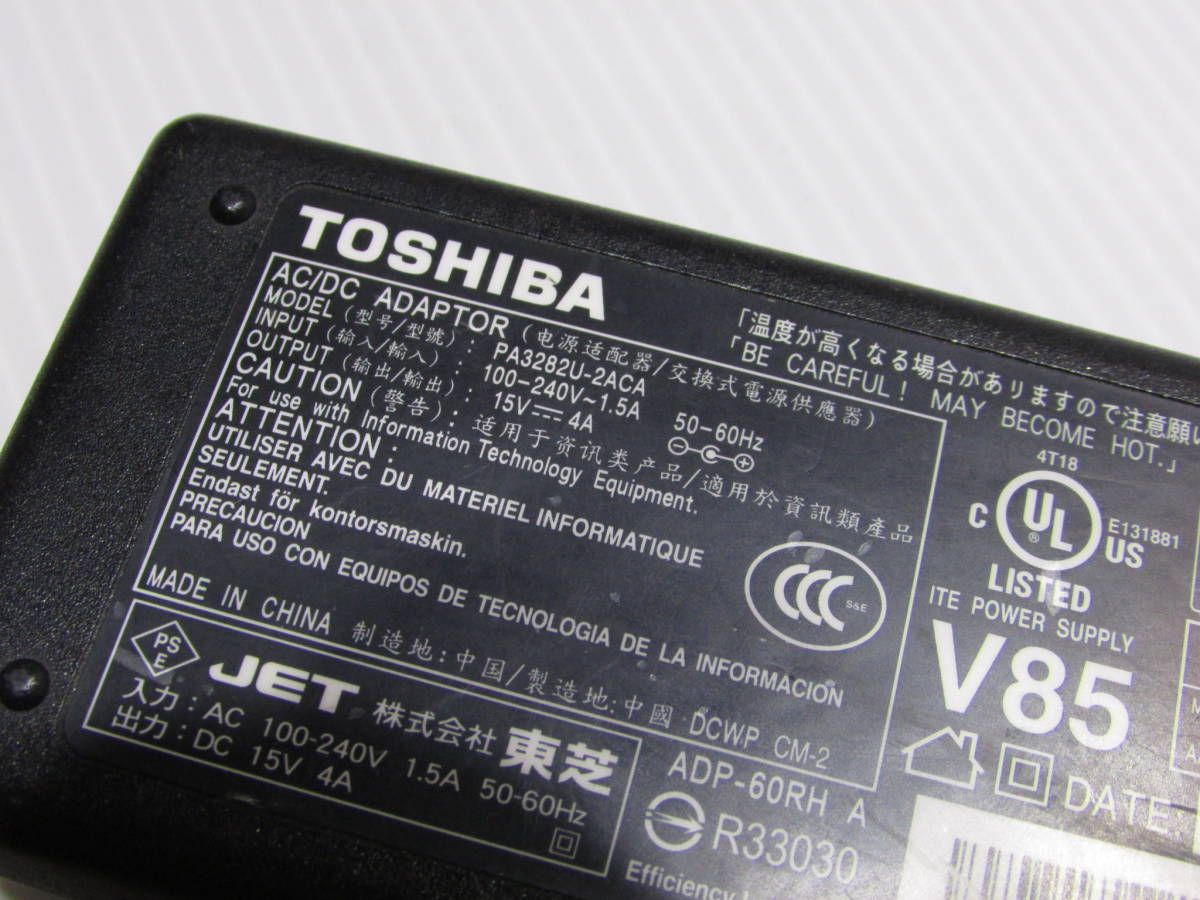 TOSHIBA
「温度が高くなる場合がありますので注意願
「BE CAREFUL! MAY BECOME HOT.」
AC/DC ADAPTOR (电源适配器/交換式電源供應器)
MODEL (型号/型號) : PA3282U-2ACA
INPUT (输入/輸入) : 100-240V~1.5A 50-60Hz
OUTPUT (输出/輸出) : 15V⎓4A
CAUTION (警告) : 适用于资讯类产品/適用於資訊類產品
For use with Information Technology Equipment.
ATTENTION :
UTILISER AVEC DU MATERIEL INFORMATIQUE
SEULEMENT.
Endast för kontorsmaskin.
PRECAUCION
PARA USO CON EQUIPOS DE TECNOLOGIA DE LA INFORMACION
MADE IN CHINA 制造地:中国/製造地:中國 DCWP CM-2
CCC S&E
4T18
C UL ® US E131881
LISTED
ITE POWER SUPPLY
V85
DATE
PSE JET 株式会社 東芝
入力 : AC 100-240V 1.5A 50-60Hz
出力 : DC 15V 4A
ADP-60RH A
R33030
Efficiency